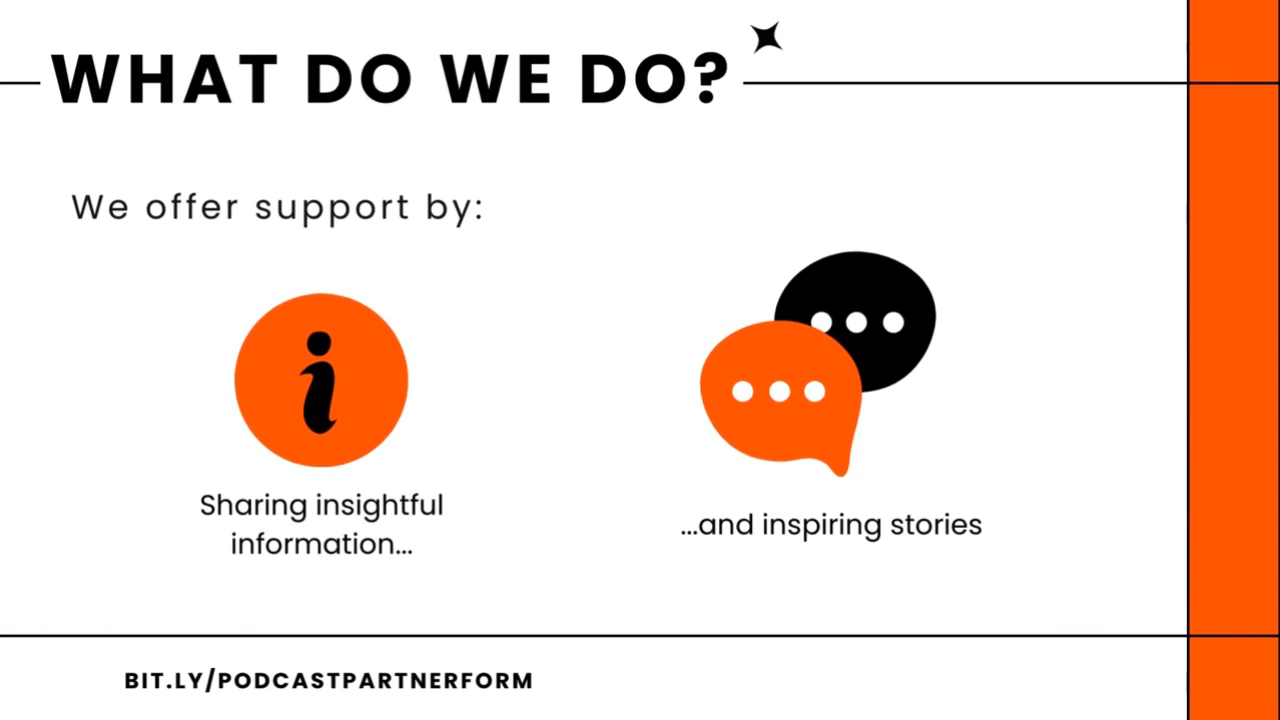 WHAT DO WE DO?
We offer support by:
Sharing insightful
information...
...and inspiring stories
BIT.LY/PODCASTPARTNERFORM